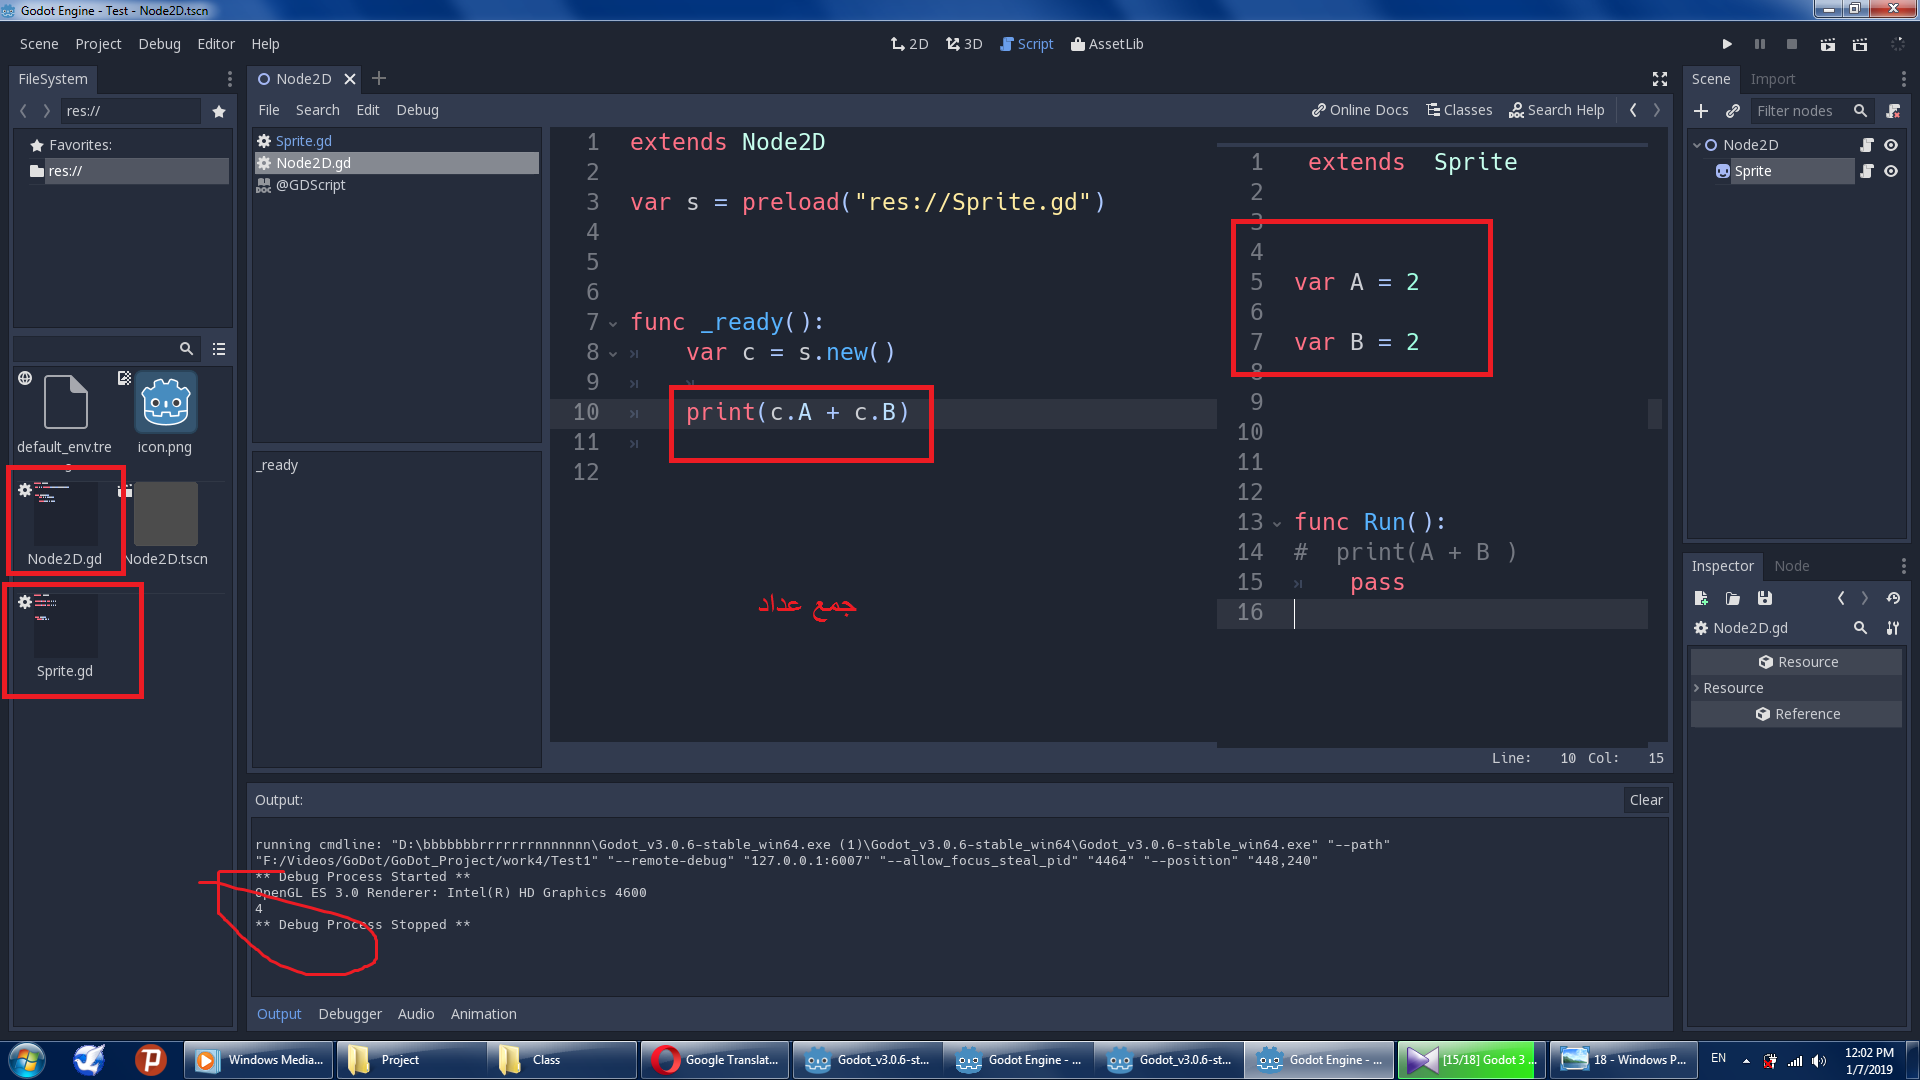 Godot Engine - Test - Node2D.tscn
Scene Project Debug Editor Help
2D 3D Script AssetLib
FileSystem
res://
Favorites:
res://
default_env.tre
icon.png
Node2D.gd
Node2D.tscn
Sprite.gd
Node2D
File Search Edit Debug
Online Docs Classes Search Help
Sprite.gd
Node2D.gd
@GDScript
_ready
1 extends Node2D
2
3 var s = preload("res://Sprite.gd")
4
5
6
7 func _ready():
8 var c = s.new()
9
10 print(c.A + c.B)
11
12
جمع عداد
1 extends Sprite
2
3
4
5 var A = 2
6
7 var B = 2
8
9
10
11
12
13 func Run():
14 # print(A + B )
15 pass
16
Line: 10 Col: 15
Output:
Clear
running cmdline: "D:\bbbbbbbrrrrrrrnnnnnnn\Godot_v3.0.6-stable_win64.exe (1)\Godot_v3.0.6-stable_win64\Godot_v3.0.6-stable_win64.exe" "--path"
"F:/Videos/GoDot/GoDot_Project/work4/Test1" "--remote-debug" "127.0.0.1:6007" "--allow_focus_steal_pid" "4464" "--position" "448,240"
** Debug Process Started **
OpenGL ES 3.0 Renderer: Intel(R) HD Graphics 4600
4
** Debug Process Stopped **
Output Debugger Audio Animation
Scene Import
Filter nodes
Node2D
Sprite
Inspector Node
Node2D.gd
Resource
Resource
Reference
Windows Media...
Project
Class
Google Translat...
Godot_v3.0.6-st...
Godot Engine - ...
Godot_v3.0.6-st...
Godot Engine - ...
[15/18] Godot 3 ...
18 - Windows P...
EN
12:02 PM
1/7/2019